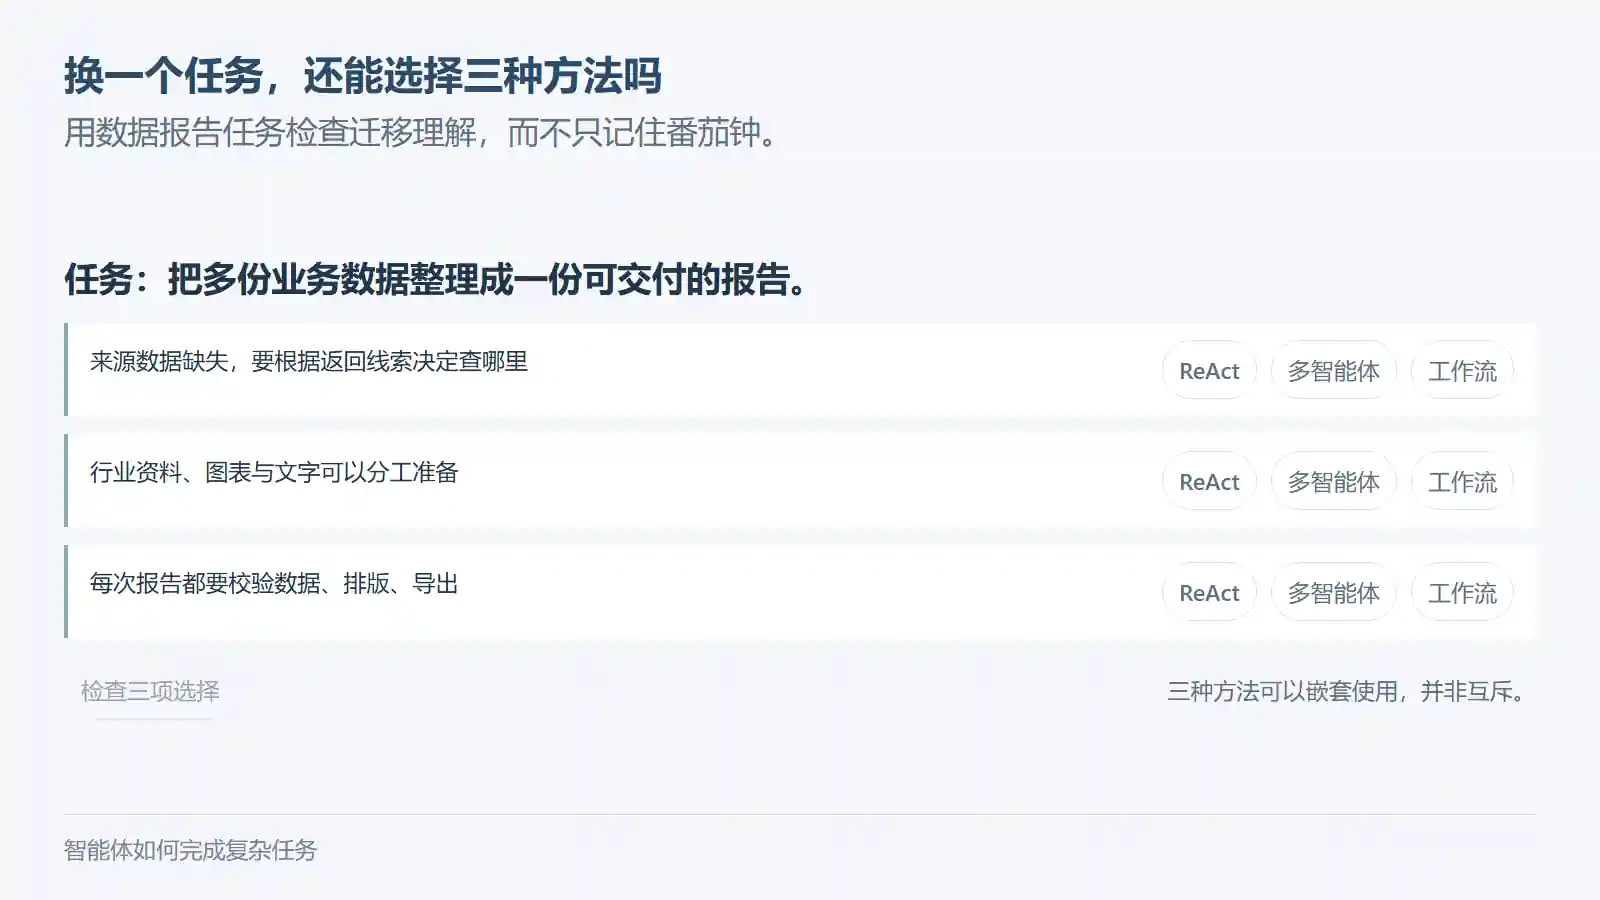 换一个任务，还能选择三种方法吗
用数据报告任务检查迁移理解，而不只记住番茄钟。
任务：把多份业务数据整理成一份可交付的报告。
来源数据缺失，要根据返回线索决定查哪里
ReAct 多智能体 工作流
行业资料、图表与文字可以分工准备
ReAct 多智能体 工作流
每次报告都要校验数据、排版、导出
ReAct 多智能体 工作流
检查三项选择
三种方法可以嵌套使用，并非互斥。
智能体如何完成复杂任务